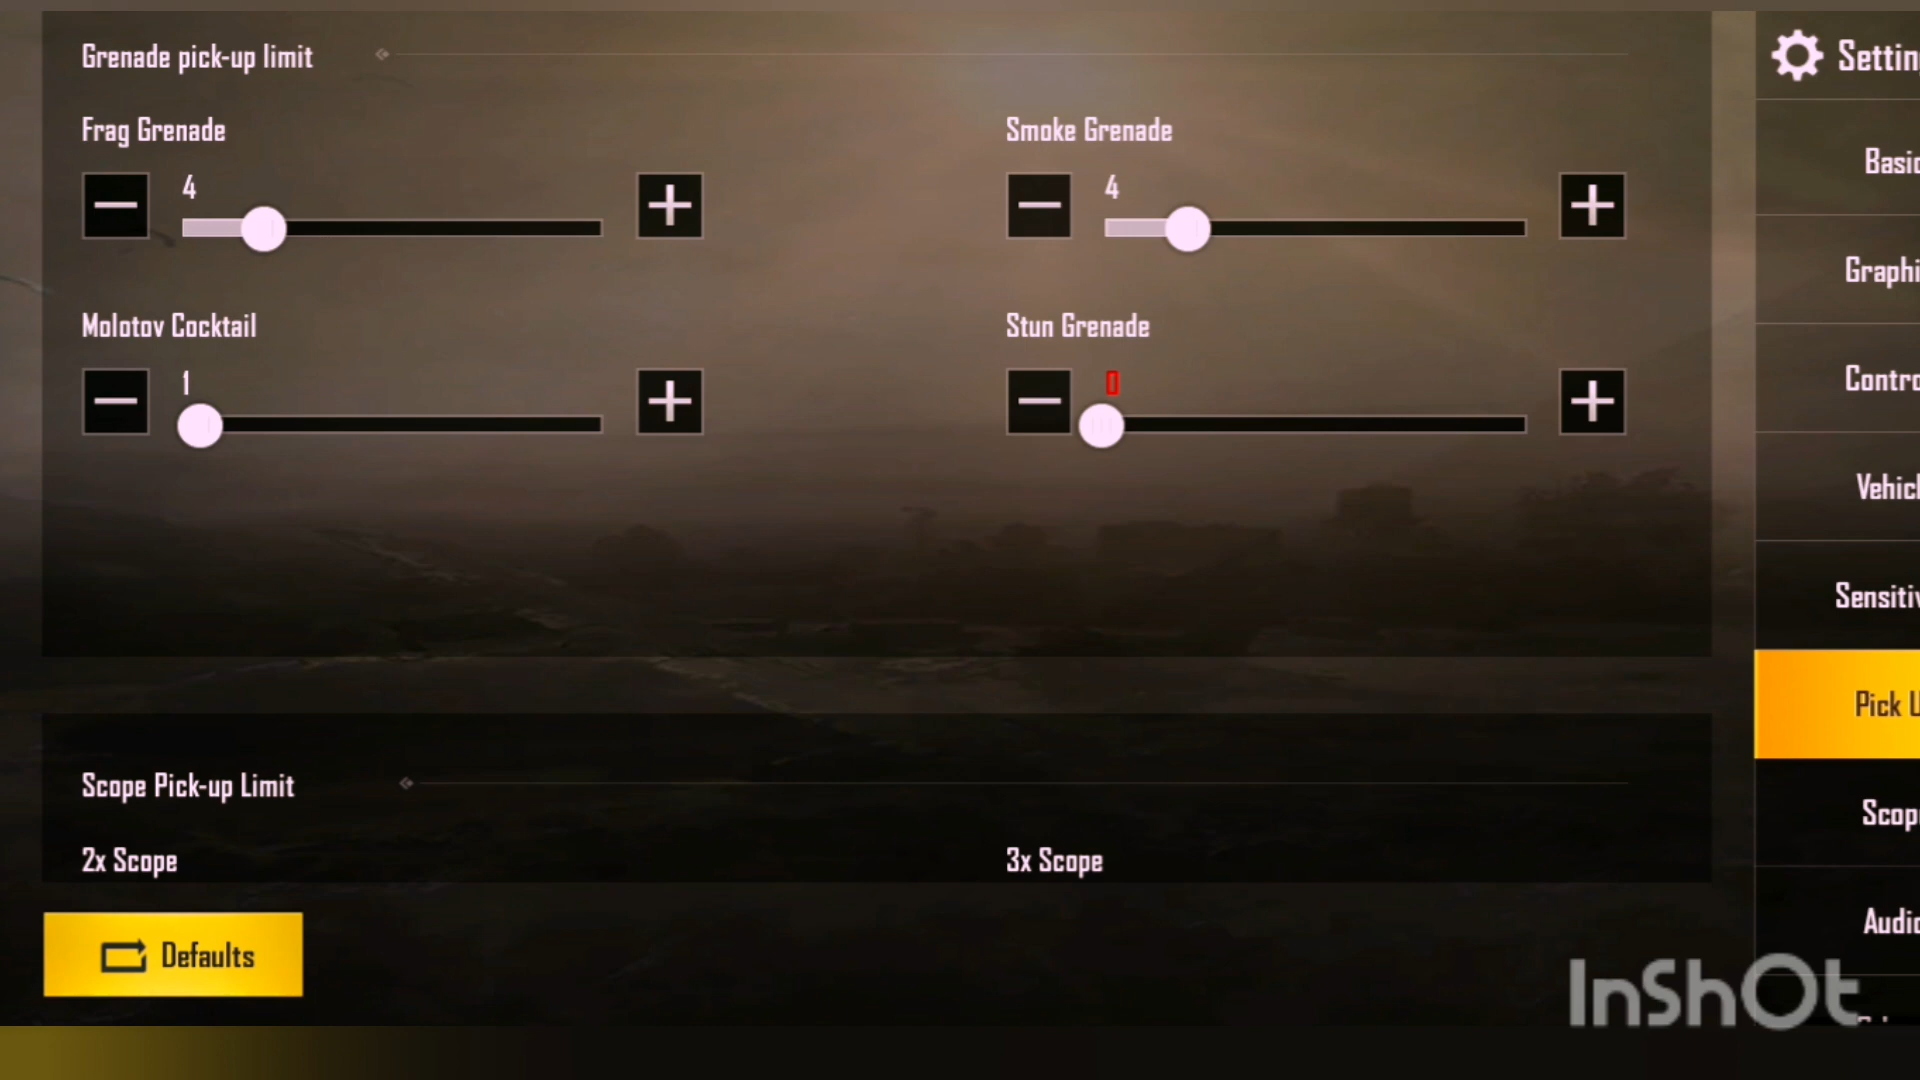 Grenade pick-up limit
Frag Grenade
4
Smoke Grenade
4
Molotov Cocktail
1
Stun Grenade
0
Scope Pick-up Limit
2x Scope
3x Scope
Defaults
Settin
Basic
Graphi
Contro
Vehicl
Sensitiv
Pick U
Scop
Audio
InShOt